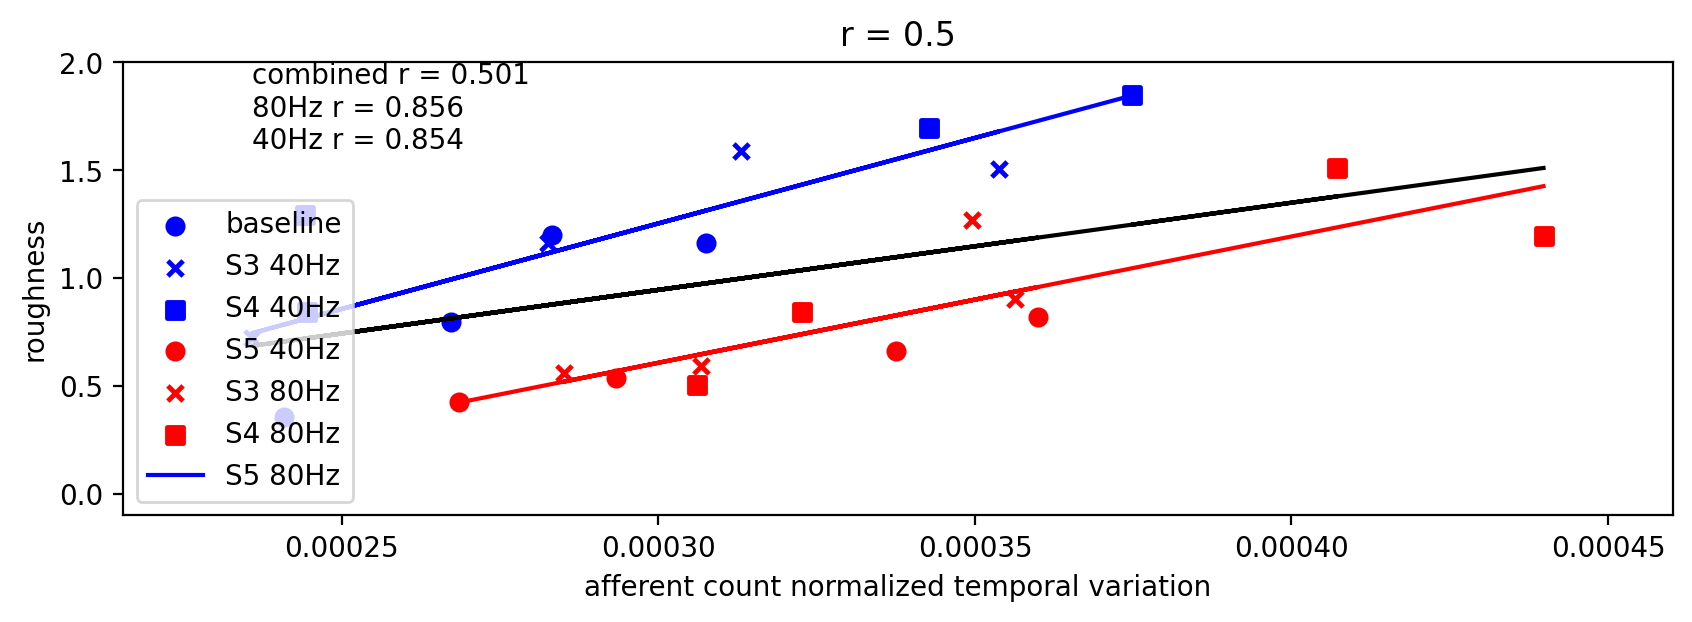 r = 0.5
combined r = 0.501
80Hz r = 0.856
40Hz r = 0.854
roughness
2.0
1.5
1.0
0.5
0.0
baseline
S3 40Hz
S4 40Hz
S5 40Hz
S3 80Hz
S4 80Hz
S5 80Hz
0.00025 0.00030 0.00035 0.00040 0.00045
afferent count normalized temporal variation